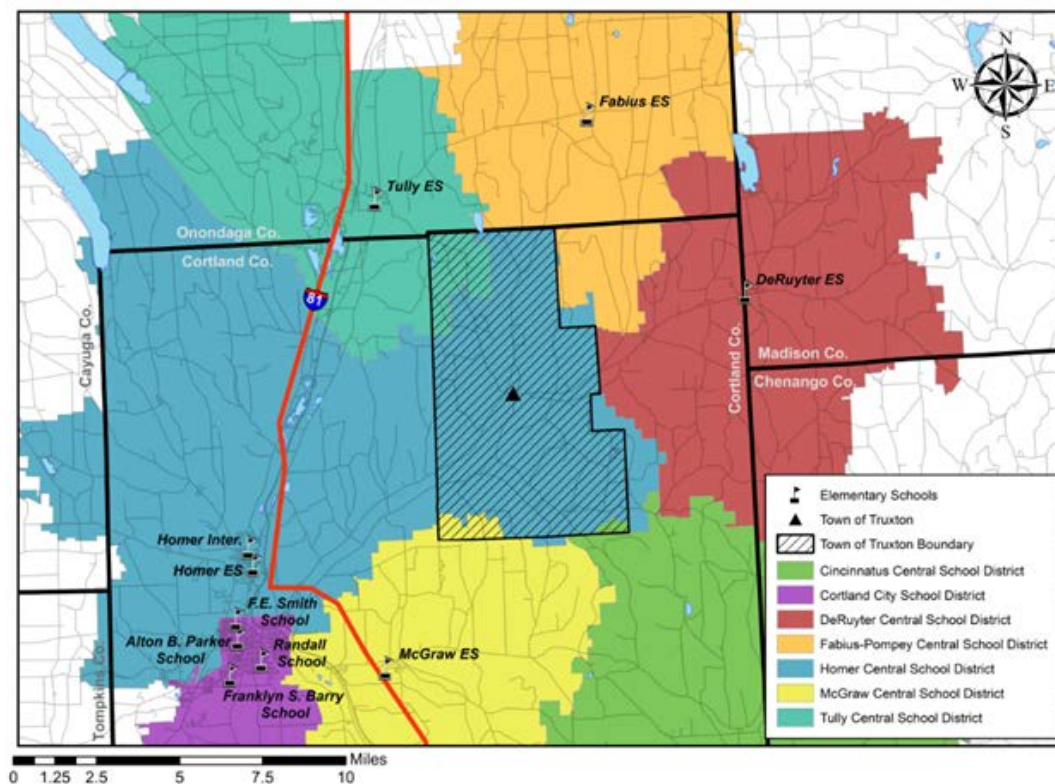 N
W E
S
Fabius ES
Tully ES
Onondaga Co.
Cortland Co.
81
DeRuyter ES
Cayuga Co.
Cortland Co.
Madison Co.
Chenango Co.
Homer Inter.
Homer ES
F.E. Smith
School
Alton B. Parker
School
Randall
School
McGraw ES
Franklyn S. Barry
School
Tompkins Co.
Elementary Schools
Town of Truxton
Town of Truxton Boundary
Cincinnatus Central School District
Cortland City School District
DeRuyter Central School District
Fabius-Pompey Central School District
Homer Central School District
McGraw Central School District
Tully Central School District
Miles
0 1.25 2.5 5 7.5 10